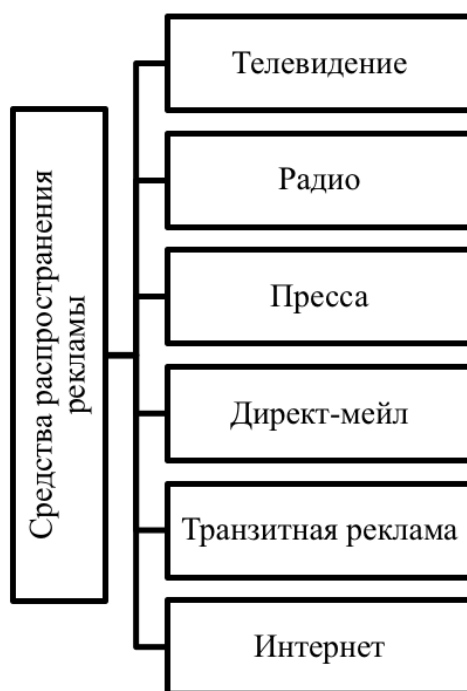 Средства распространения
рекламы
Телевидение
Радио
Пресса
Директ-мейл
Транзитная реклама
Интернет